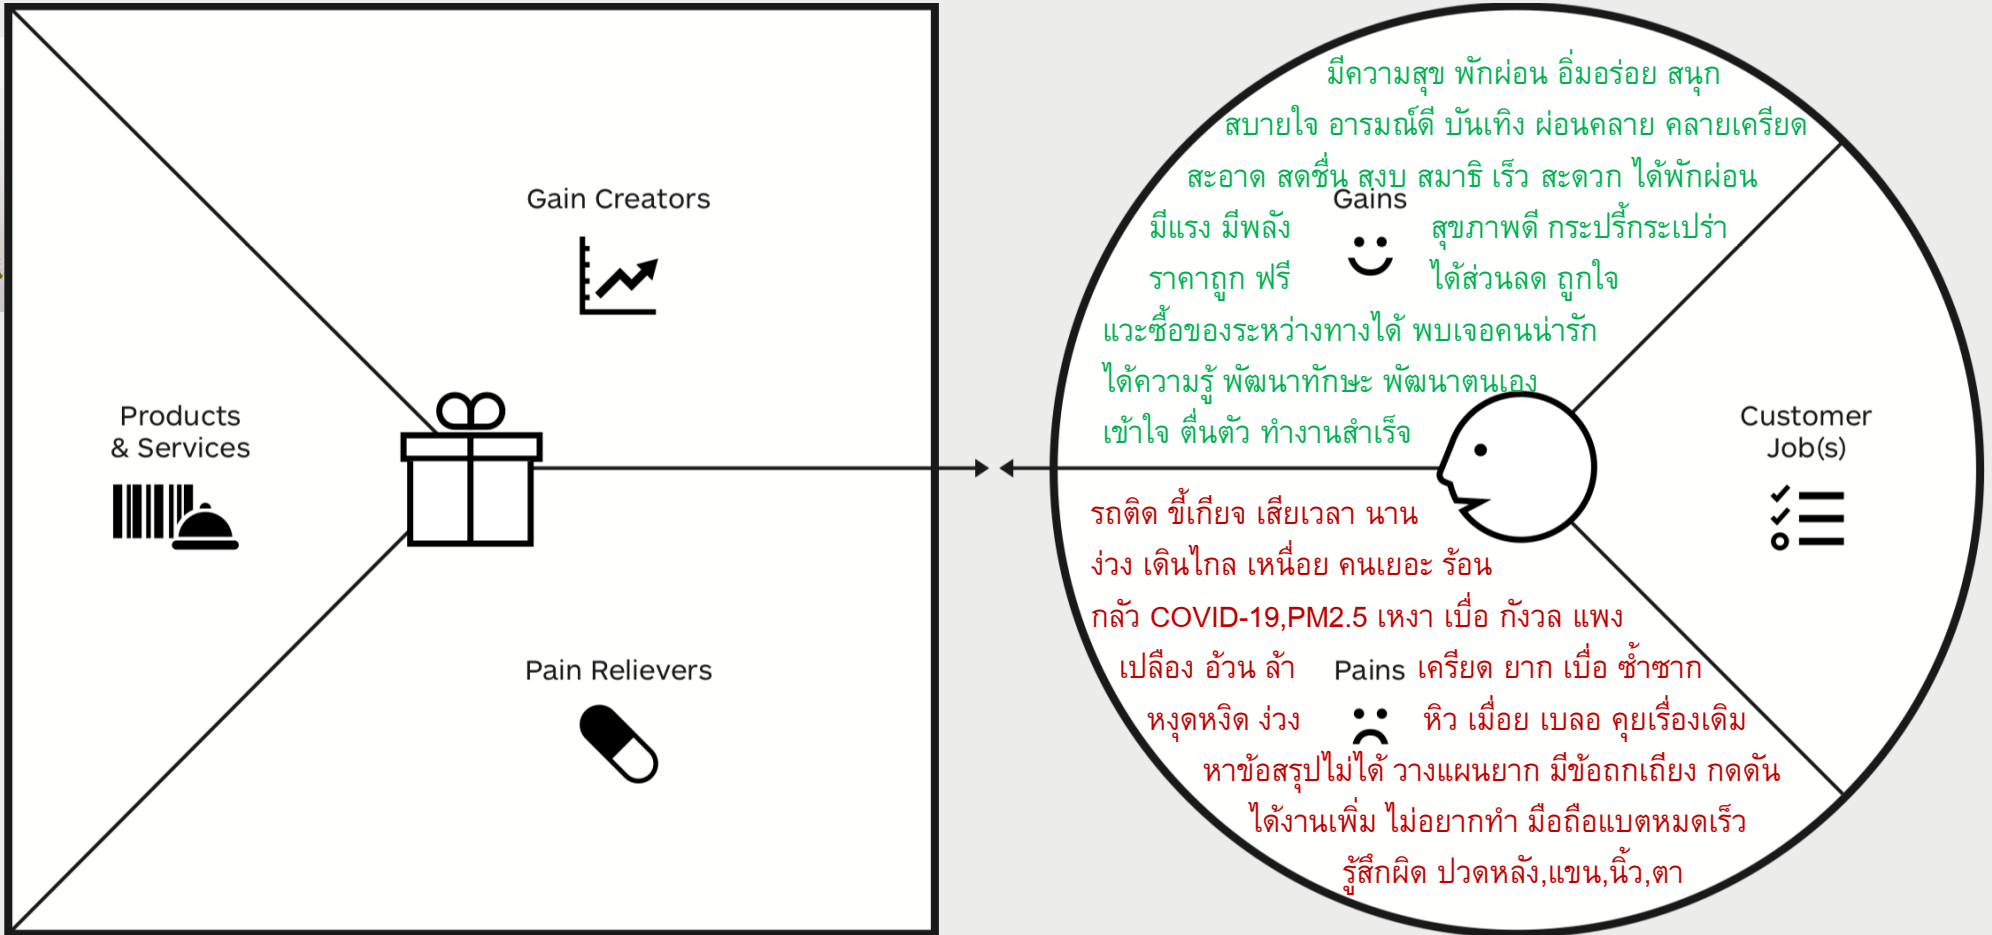 Gain Creators
Products
& Services
Pain Relievers
มีความสุข พักผ่อน อิ่มอร่อย สนุก
สบายใจ อารมณ์ดี บันเทิง ผ่อนคลาย คลายเครียด
สะอาด สดชื่น สงบ สมาธิ เร็ว สะดวก ได้พักผ่อน
Gains
มีแรง มีพลัง สุขภาพดี กระปรี้กระเปร่า
ราคาถูก ฟรี ได้ส่วนลด ถูกใจ
แวะซื้อของระหว่างทางได้ พบเจอคนน่ารัก
ได้ความรู้ พัฒนาทักษะ พัฒนาตนเอง
เข้าใจ ตื่นตัว ทำงานสำเร็จ
Customer
Job(s)
รถติด ขี้เกียจ เสียเวลา นาน
ง่วง เดินไกล เหนื่อย คนเยอะ ร้อน
กลัว COVID-19,PM2.5 เหงา เบื่อ กังวล แพง
เปลือง อ้วน ล้า Pains เครียด ยาก เบื่อ ซ้ำซาก
หงุดหงิด ง่วง หิว เมื่อย เบลอ คุยเรื่องเดิม
หาข้อสรุปไม่ได้ วางแผนยาก มีข้อถกเถียง กดดัน
ได้งานเพิ่ม ไม่อยากทำ มือถือแบตหมดเร็ว
รู้สึกผิด ปวดหลัง,แขน,นิ้ว,ตา